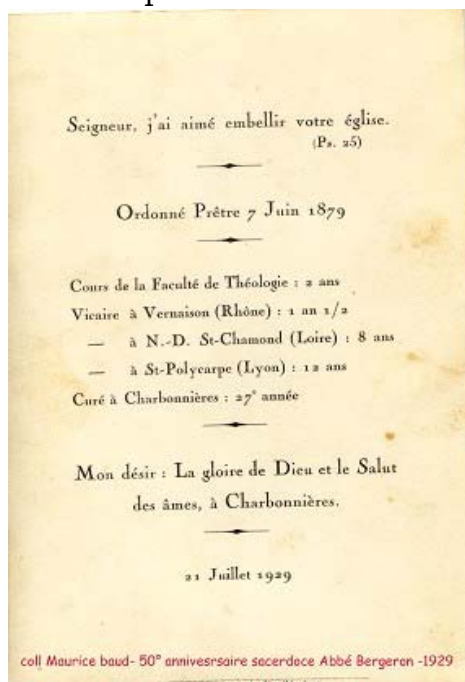 Seigneur, j'ai aimé embellir votre église.
(Ps. 25)
Ordonné Prêtre 7 Juin 1879
Cours de la Faculté de Théologie : 2 ans
Vicaire à Vernaison (Rhône) : 1 an 1/2
— à N.-D. St-Chamond (Loire) : 8 ans
— à St-Polycarpe (Lyon) : 12 ans
Curé à Charbonnières : 27e année
Mon désir : La gloire de Dieu et le Salut
des âmes, à Charbonnières.
21 Juillet 1929
coll Maurice baud- 50° annivesrsaire sacerdoce Abbé Bergeron -1929